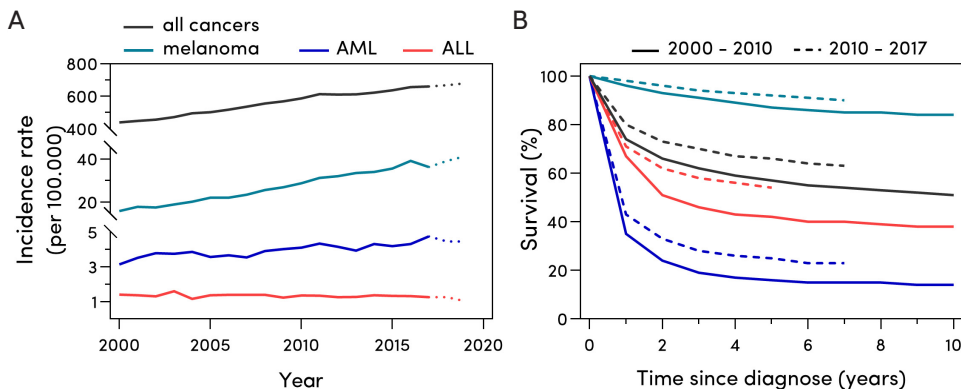 A
all cancers
melanoma
AML
ALL
Incidence rate
(per 100.000)
800
600
400
40
20
5
3
1
2000
2005
2010
2015
2020
Year
B
2000 - 2010
2010 - 2017
Survival (%)
100
80
60
40
20
0
0
2
4
6
8
10
Time since diagnose (years)